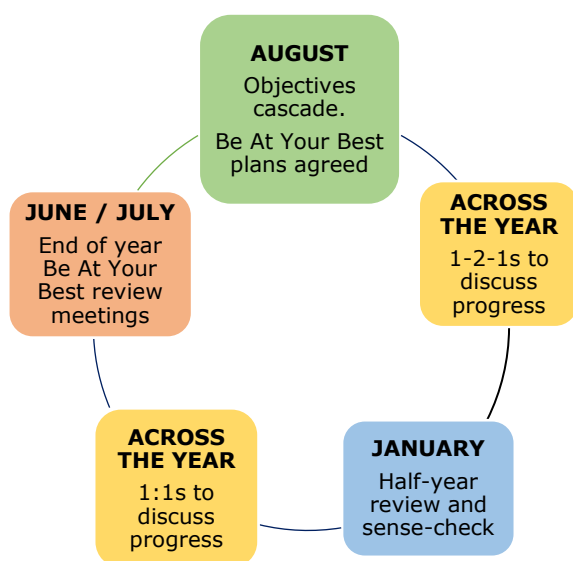 AUGUST
Objectives
cascade.
Be At Your Best
plans agreed
ACROSS
THE YEAR
1-2-1s to
discuss
progress
JANUARY
Half-year
review and
sense-check
ACROSS
THE YEAR
1:1s to
discuss
progress
JUNE / JULY
End of year
Be At Your
Best review
meetings